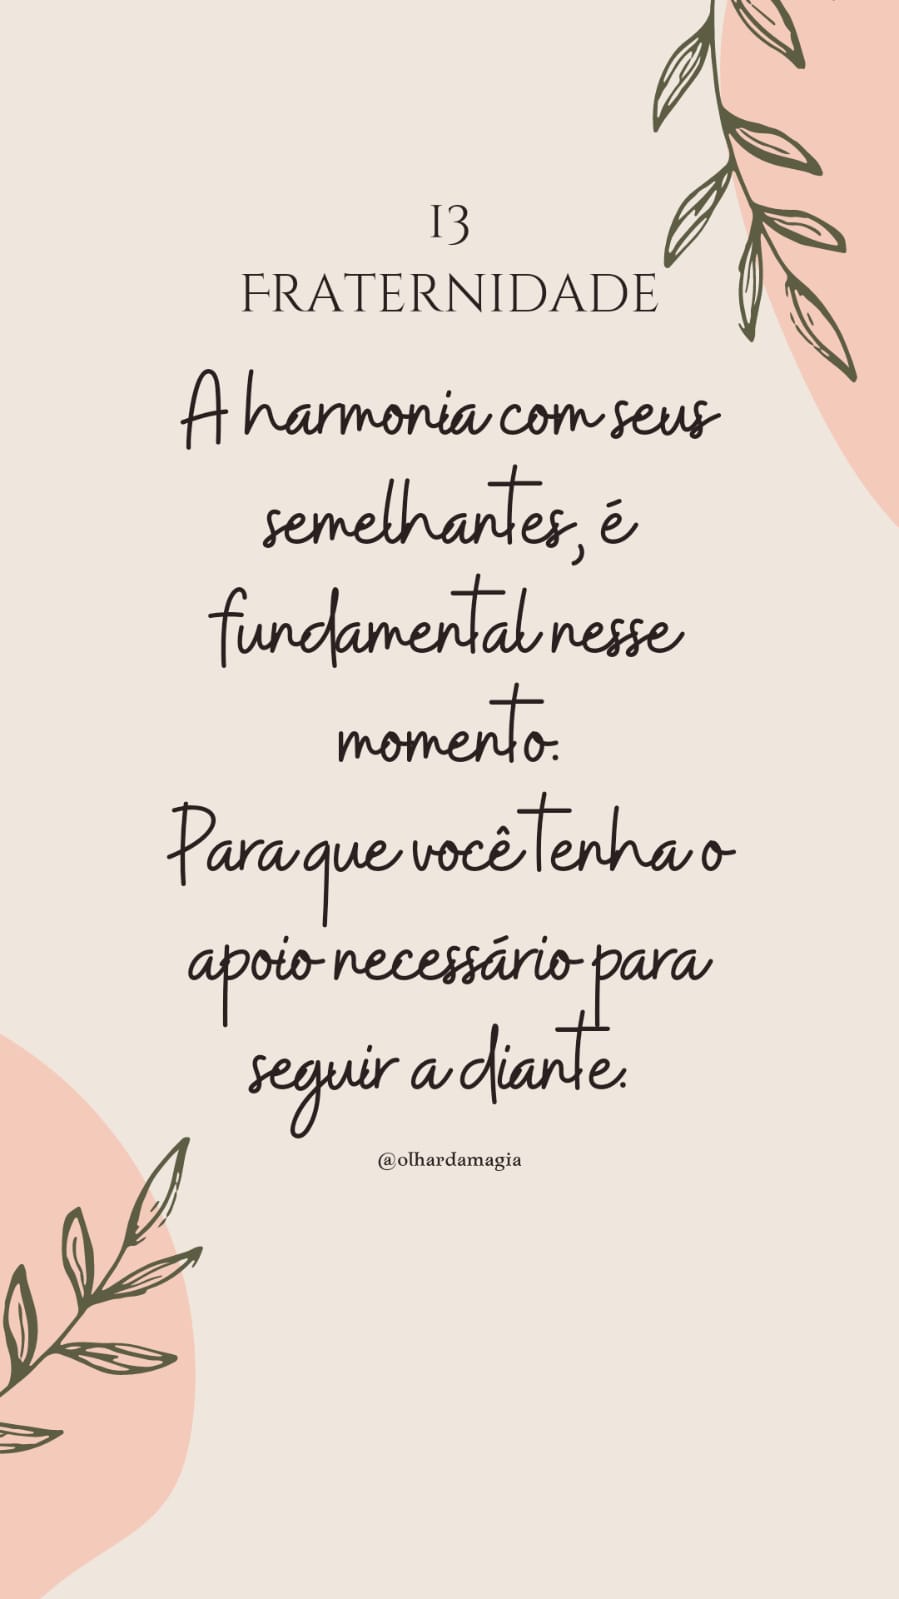 13
FRATERNIDADE
A harmonia com seus
semelhantes, é
fundamental nesse
momento.
Para que você tenha o
apoio necessário para
seguir a diante.
@olhardamagia